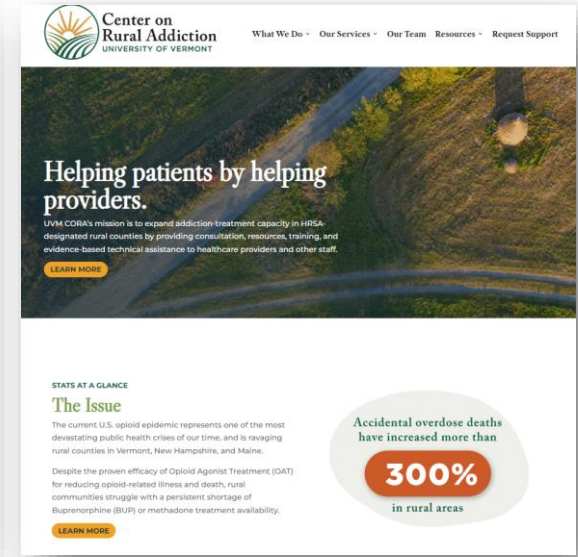 Center on
Rural Addiction
UNIVERSITY OF VERMONT
What We Do Our Services Our Team Resources Request Support
Helping patients by helping
providers.
UVM CORA's mission is to expand addiction-treatment capacity in HRSA-
designated rural counties by providing consultation, resources, training, and
evidence-based technical assistance to healthcare providers and other staff.
LEARN MORE
STATS AT A GLANCE
The Issue
The current U.S. opioid epidemic represents one of the most
devastating public health crises of our time, and is ravaging
rural counties in Vermont, New Hampshire, and Maine.
Despite the proven efficacy of Opioid Agonist Treatment (OAT)
for reducing opioid-related illness and death, rural
communities struggle with a persistent shortage of
Buprenorphine (BUP) or methadone treatment availability.
LEARN MORE
Accidental overdose deaths
have increased more than
300%
in rural areas